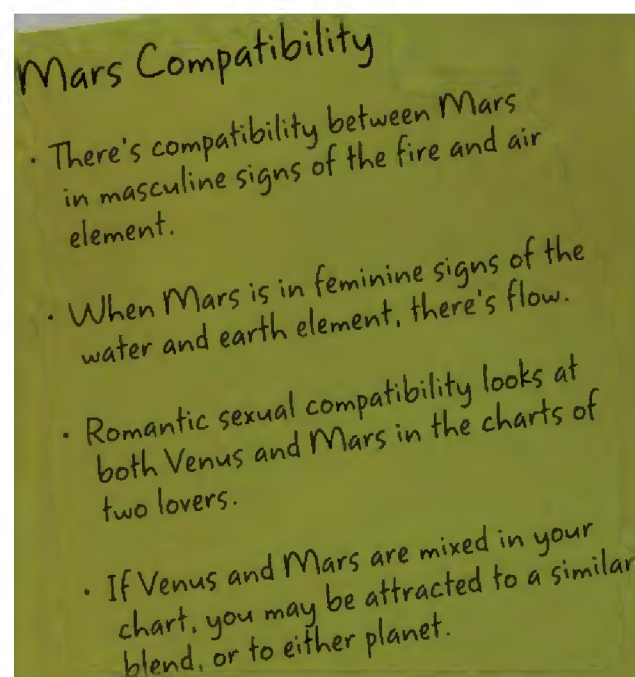 Mars Compatibility
· There's compatibility between Mars
in masculine signs of the fire and air
element.
· When Mars is in feminine signs of the
water and earth element, there's flow.
· Romantic sexual compatibility looks at
both Venus and Mars in the charts of
two lovers.
· If Venus and Mars are mixed in your
chart, you may be attracted to a similar
blend, or to either planet.